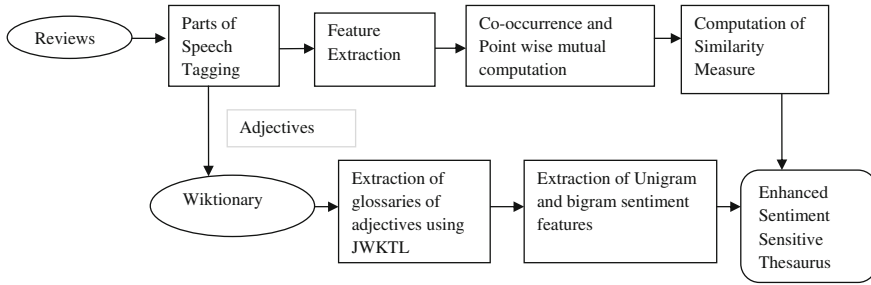 Reviews
Parts of
Speech
Tagging
Feature
Extraction
Co-occurrence and
Point wise mutual
computation
Computation of
Similarity
Measure
Adjectives
Wiktionary
Extraction of
glossaries of
adjectives using
JWKTL
Extraction of Unigram
and bigram sentiment
features
Enhanced
Sentiment
Sensitive
Thesaurus